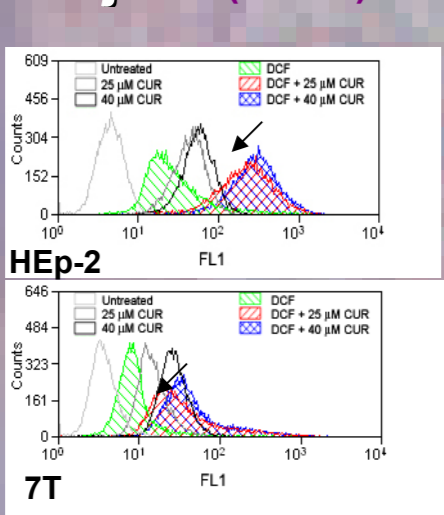 609
456
304
152
0
Counts
Untreated
25 µM CUR
40 µM CUR
DCF
DCF + 25 µM CUR
DCF + 40 µM CUR
10⁰ 10¹ 10² 10³ 10⁴
FL1
HEp-2
646
484
323
161
0
Counts
Untreated
25 µM CUR
40 µM CUR
DCF
DCF + 25 µM CUR
DCF + 40 µM CUR
10⁰ 10¹ 10² 10³ 10⁴
FL1
7T